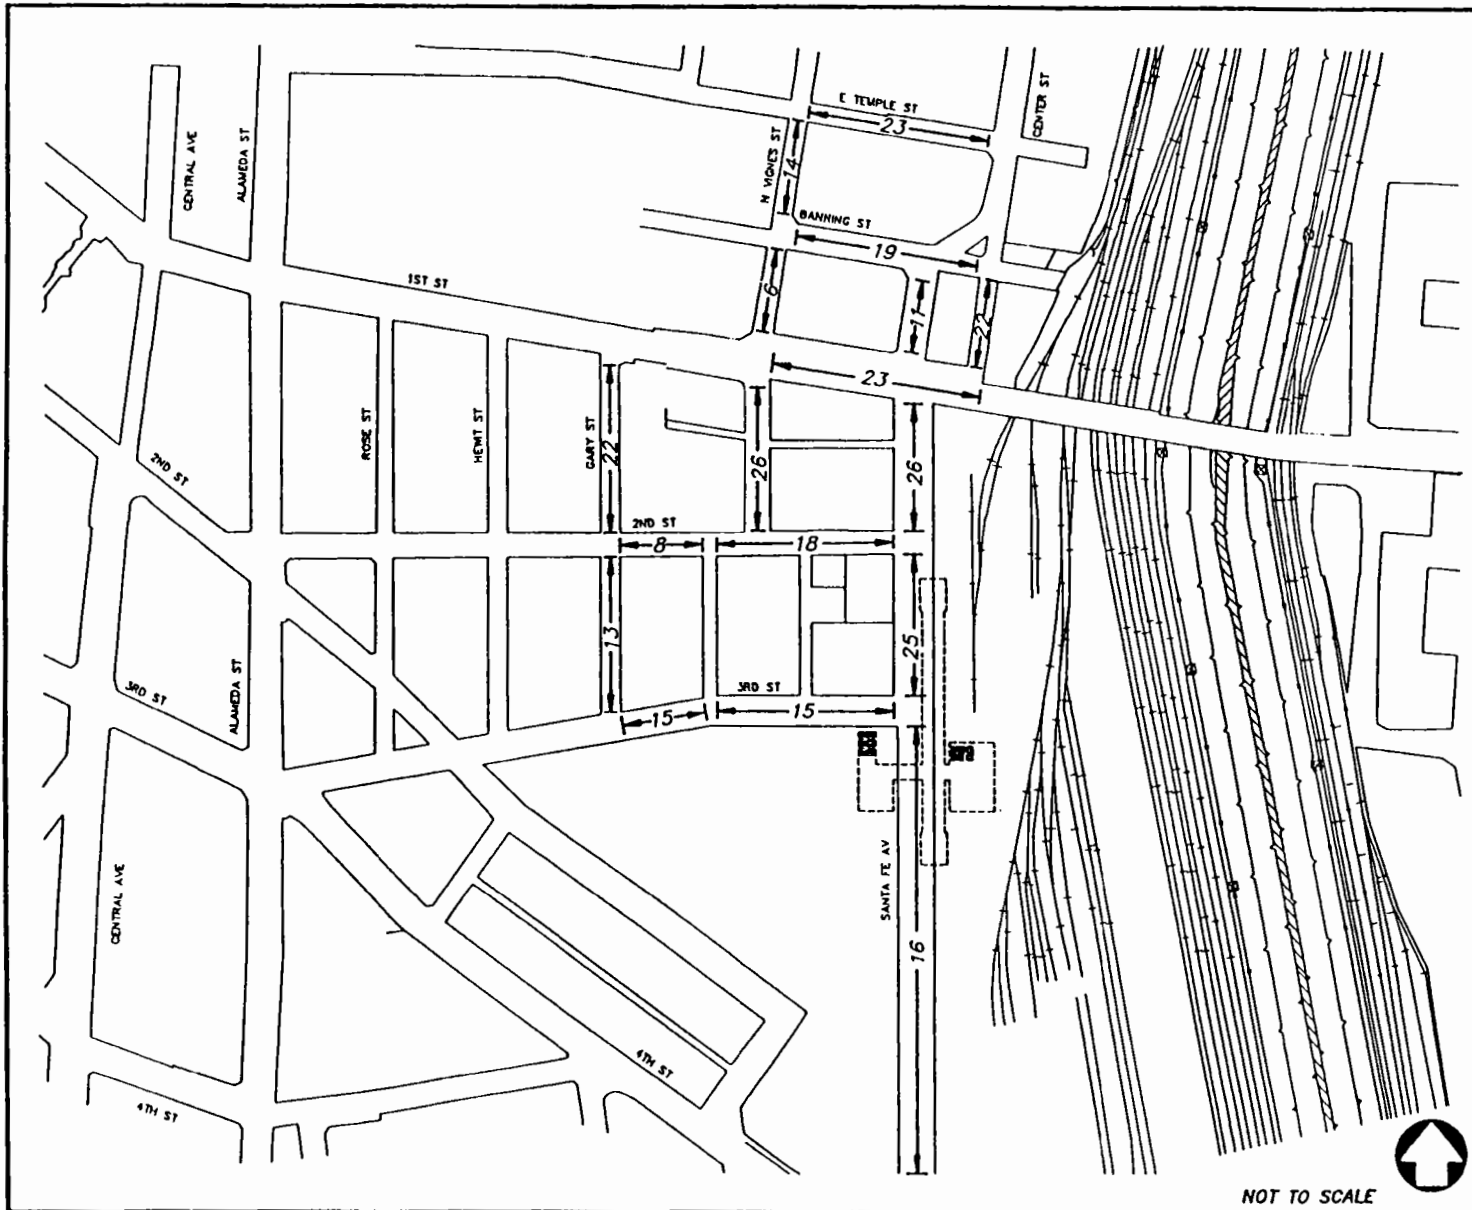 E TEMPLE ST
23
CENTER ST
CENTRAL AVE
ALAMEDA ST
N VIGNES ST
14
BANNING ST
19
1ST ST
6
11
22
23
ROSE ST
HEWIT ST
GARY ST
22
26
26
2ND ST
2ND ST
8
18
13
25
3RD ST
ALAMEDA ST
3RD ST
15
15
CENTRAL AVE
SANTA FE AV
16
4TH ST
4TH ST
NOT TO SCALE